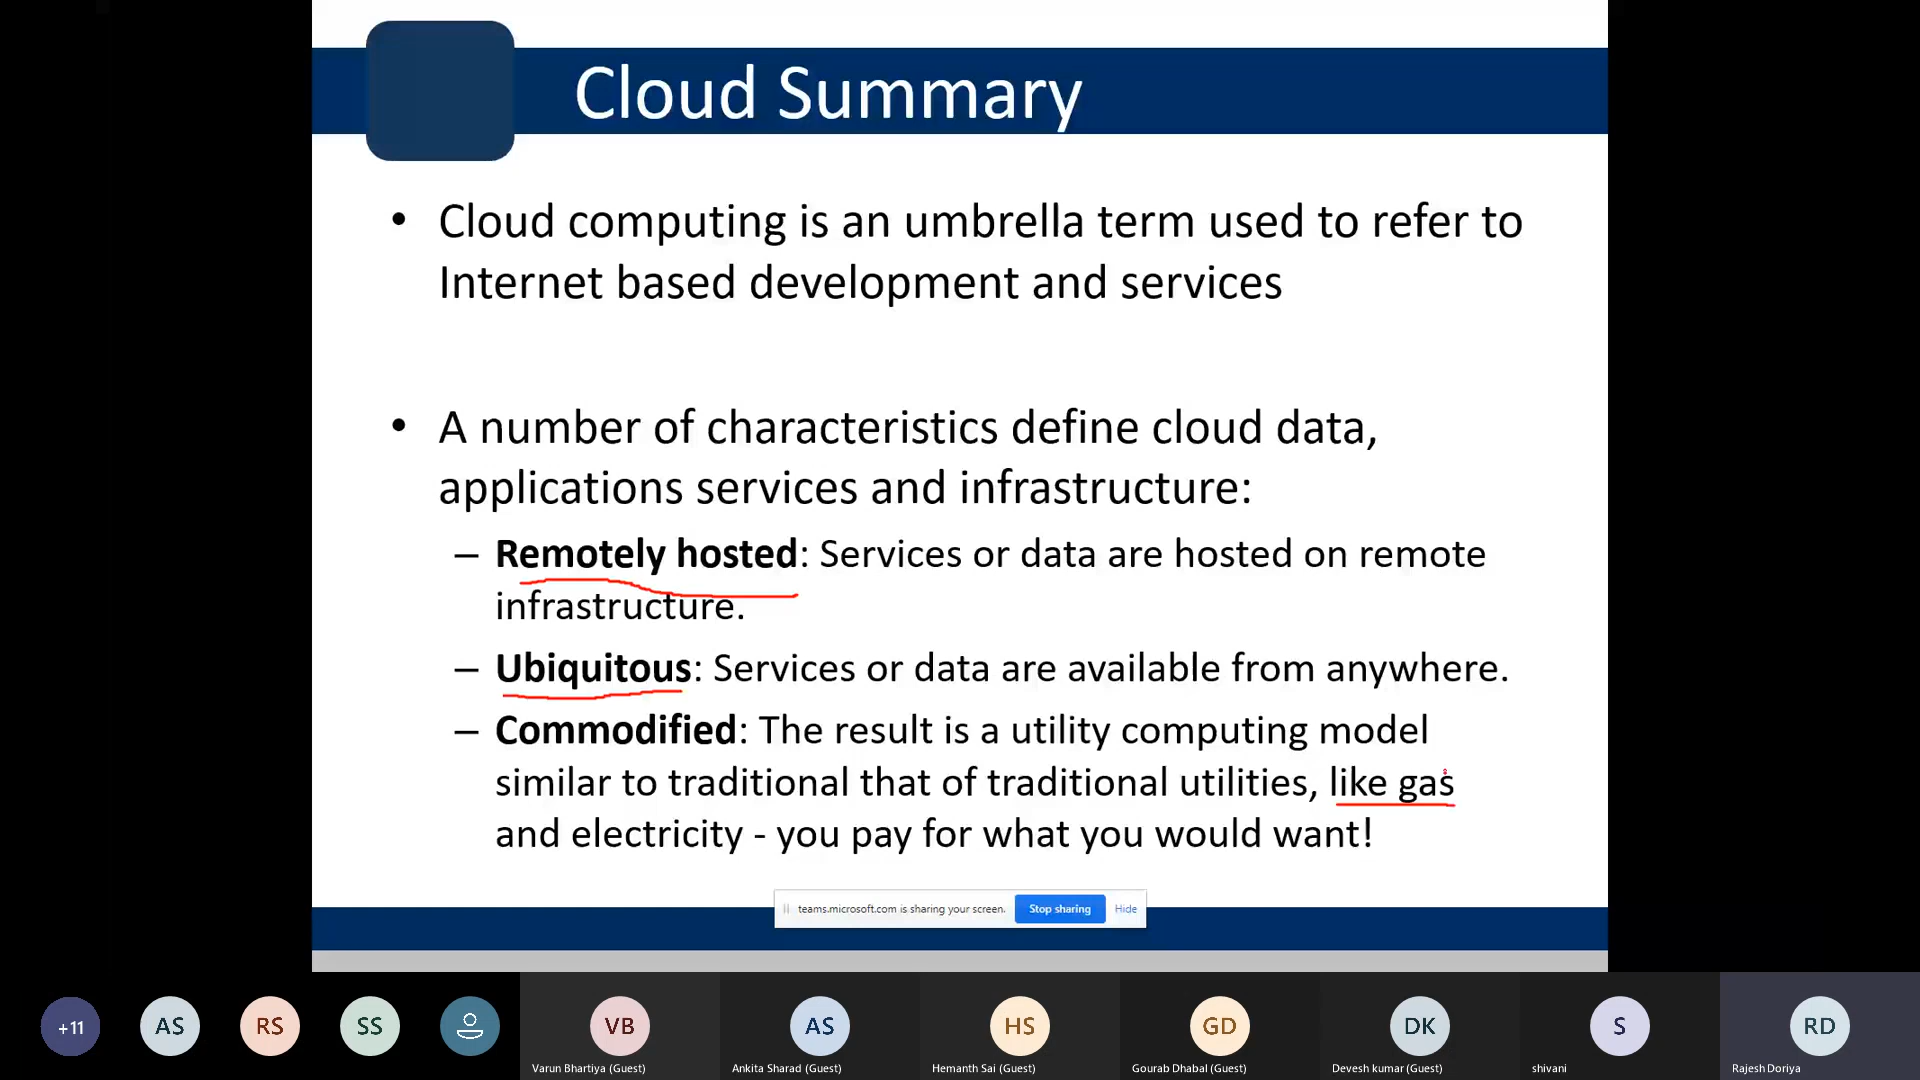 Cloud Summary
• Cloud computing is an umbrella term used to refer to
Internet based development and services
• A number of characteristics define cloud data,
applications services and infrastructure:
– Remotely hosted: Services or data are hosted on remote
infrastructure.
– Ubiquitous: Services or data are available from anywhere.
– Commodified: The result is a utility computing model
similar to traditional that of traditional utilities, like gas
and electricity - you pay for what you would want!
teams.microsoft.com is sharing your screen. Stop sharing Hide
+11 AS RS SS VB AS HS GD DK S RD
Varun Bhartiya (Guest) Ankita Sharad (Guest) Hemanth Sai (Guest) Gourab Dhabal (Guest) Devesh kumar (Guest) shivani Rajesh Doriya